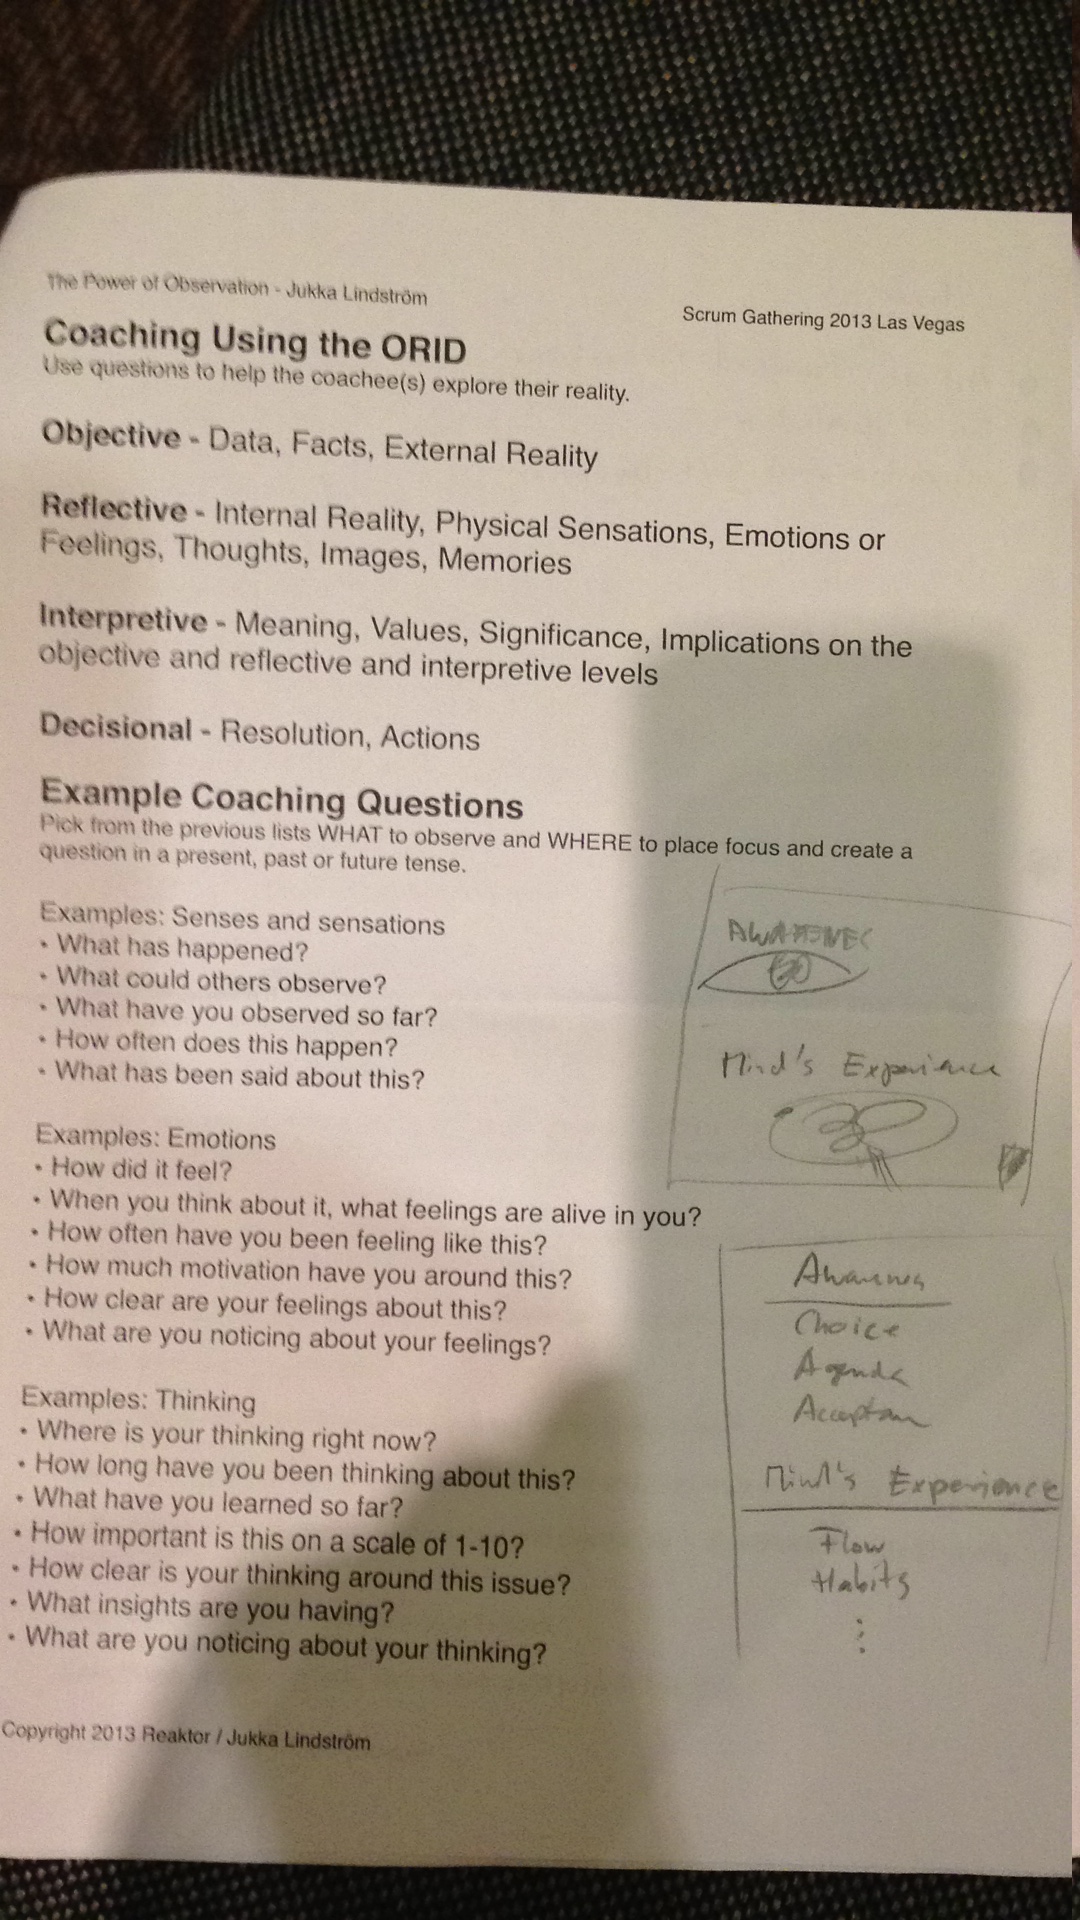 The Power of Observation - Jukka Lindström
Scrum Gathering 2013 Las Vegas
Coaching Using the ORID
Use questions to help the coachee(s) explore their reality.
Objective - Data, Facts, External Reality
Reflective - Internal Reality, Physical Sensations, Emotions or
Feelings, Thoughts, Images, Memories
Interpretive - Meaning, Values, Significance, Implications on the
objective and reflective and interpretive levels
Decisional - Resolution, Actions
Example Coaching Questions
Pick from the previous lists WHAT to observe and WHERE to place focus and create a
question in a present, past or future tense.
Examples: Senses and sensations
• What has happened?
• What could others observe?
• What have you observed so far?
• How often does this happen?
• What has been said about this?
Examples: Emotions
• How did it feel?
• When you think about it, what feelings are alive in you?
• How often have you been feeling like this?
• How much motivation have you around this?
• How clear are your feelings about this?
• What are you noticing about your feelings?
Examples: Thinking
• Where is your thinking right now?
• How long have you been thinking about this?
• What have you learned so far?
• How important is this on a scale of 1-10?
• How clear is your thinking around this issue?
• What insights are you having?
• What are you noticing about your thinking?
Mind's Experience
Awareness
Choice
Agenda
Mind's Experience
Flow
Habits
Copyright 2013 Reaktor / Jukka Lindström